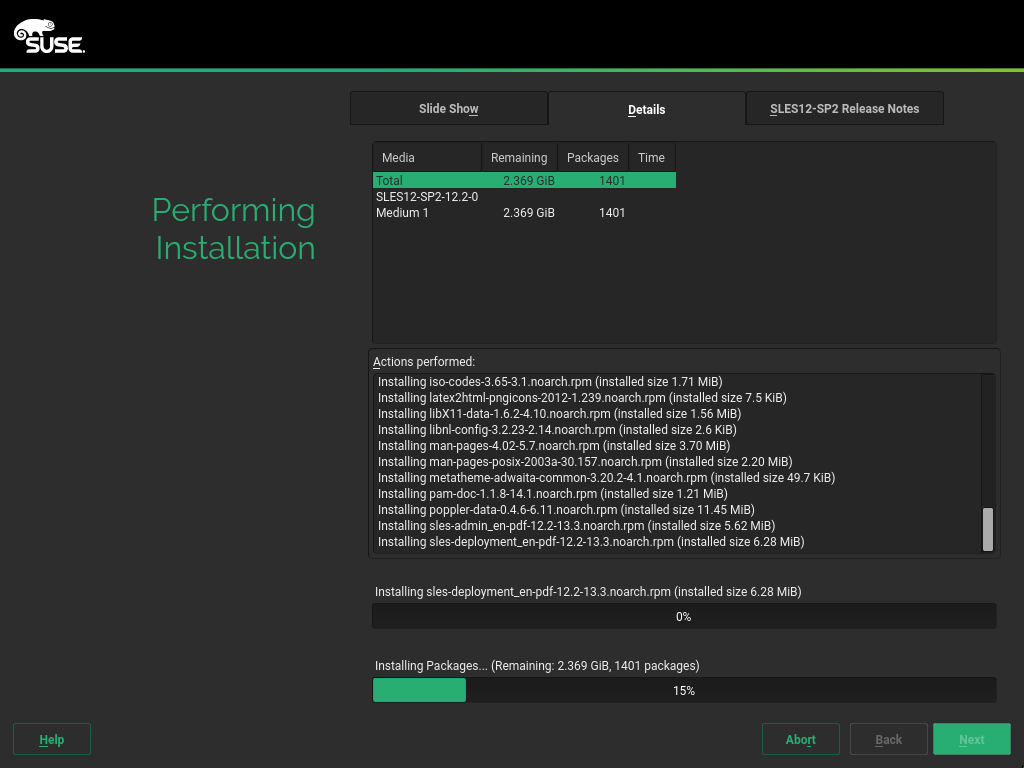 SUSE.
Slide Show
Details
SLES12-SP2 Release Notes
Performing
Installation
Media Remaining Packages Time
Total 2.369 GiB 1401
SLES12-SP2-12.2-0
Medium 1 2.369 GiB 1401
Actions performed:
Installing iso-codes-3.65-3.1.noarch.rpm (installed size 1.71 MiB)
Installing latex2html-pngicons-2012-1.239.noarch.rpm (installed size 7.5 KiB)
Installing libX11-data-1.6.2-4.10.noarch.rpm (installed size 1.56 MiB)
Installing libnl-config-3.2.23-2.14.noarch.rpm (installed size 2.6 KiB)
Installing man-pages-4.02-5.7.noarch.rpm (installed size 3.70 MiB)
Installing man-pages-posix-2003a-30.157.noarch.rpm (installed size 2.20 MiB)
Installing metatheme-adwaita-common-3.20.2-4.1.noarch.rpm (installed size 49.7 KiB)
Installing pam-doc-1.1.8-14.1.noarch.rpm (installed size 1.21 MiB)
Installing poppler-data-0.4.6-6.11.noarch.rpm (installed size 11.45 MiB)
Installing sles-admin_en-pdf-12.2-13.3.noarch.rpm (installed size 5.62 MiB)
Installing sles-deployment_en-pdf-12.2-13.3.noarch.rpm (installed size 6.28 MiB)
Installing sles-deployment_en-pdf-12.2-13.3.noarch.rpm (installed size 6.28 MiB)
0%
Installing Packages... (Remaining: 2.369 GiB, 1401 packages)
15%
Help
Abort
Back
Next